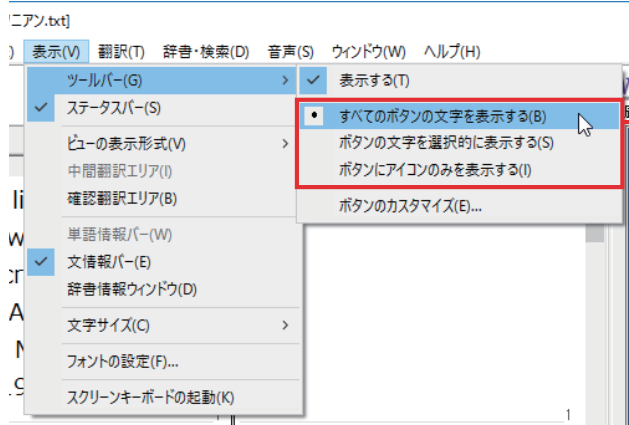 ソニアン.txt]
) 表示(V) 翻訳(T) 辞書・検索(D) 音声(S) ウィンドウ(W) ヘルプ(H)
ツールバー(G)
ステータスバー(S)
ビューの表示形式(V)
中間翻訳エリア(I)
確認翻訳エリア(B)
単語情報バー(W)
文情報バー(E)
辞書情報ウィンドウ(D)
文字サイズ(C)
フォントの設定(F)...
スクリーンキーボードの起動(K)
表示する(T)
すべてのボタンの文字を表示する(B)
ボタンの文字を選択的に表示する(S)
ボタンにアイコンのみを表示する(I)
ボタンのカスタマイズ(E)...
li
w
cr
A
N
.9
1